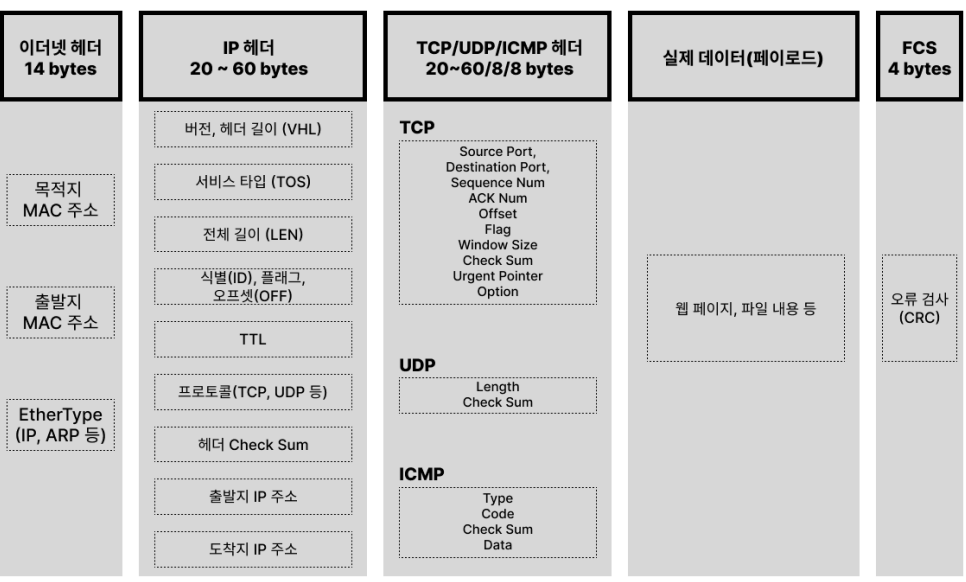 이더넷 헤더
14 bytes
목적지
MAC 주소
출발지
MAC 주소
EtherType
(IP, ARP 등)
IP 헤더
20 ~ 60 bytes
버전, 헤더 길이 (VHL)
서비스 타입 (TOS)
전체 길이 (LEN)
식별(ID), 플래그,
오프셋(OFF)
TTL
프로토콜(TCP, UDP 등)
헤더 Check Sum
출발지 IP 주소
도착지 IP 주소
TCP/UDP/ICMP 헤더
20~60/8/8 bytes
TCP
Source Port,
Destination Port,
Sequence Num
ACK Num
Offset
Flag
Window Size
Check Sum
Urgent Pointer
Option
UDP
Length
Check Sum
ICMP
Type
Code
Check Sum
Data
실제 데이터(페이로드)
웹 페이지, 파일 내용 등
FCS
4 bytes
오류 검사
(CRC)